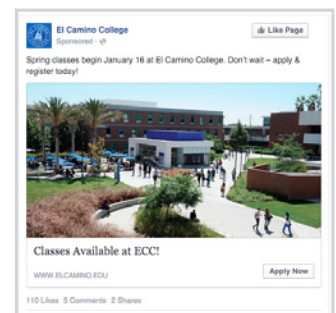 El Camino College
Like Page
Sponsored ·
Spring classes begin January 16 at El Camino College. Don't wait – apply &
register today!
Classes Available at ECC!
WWW.ELCAMINO.EDU
Apply Now
110 Likes 5 Comments 2 Shares